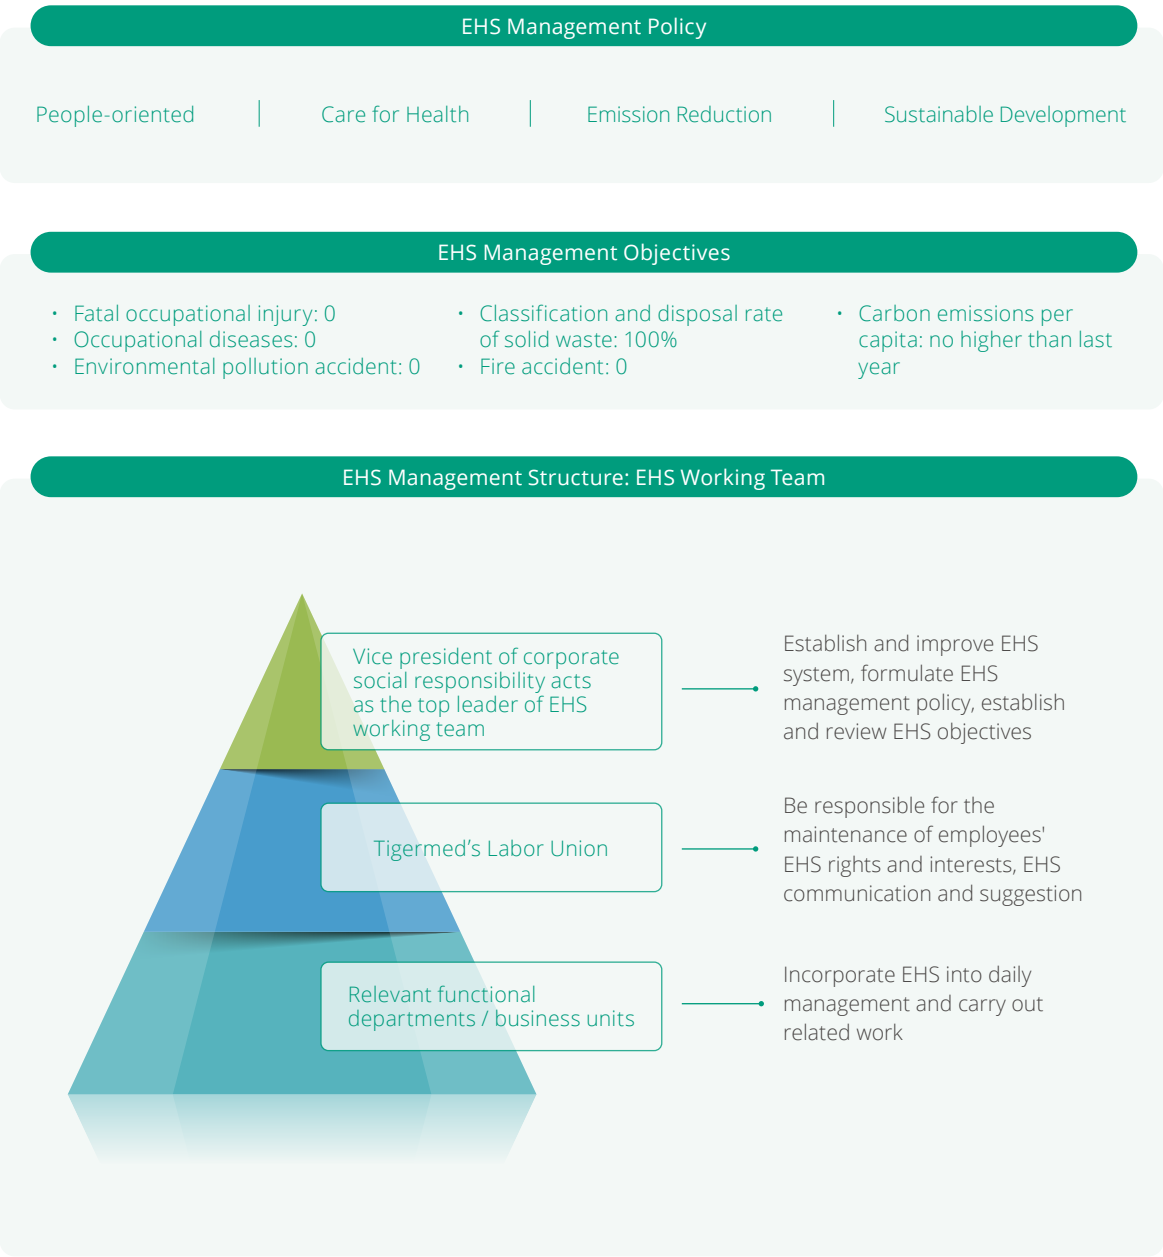 EHS Management Policy
People-oriented
Care for Health
Emission Reduction
Sustainable Development
EHS Management Objectives
· Fatal occupational injury: 0
· Occupational diseases: 0
· Environmental pollution accident: 0
· Classification and disposal rate
of solid waste: 100%
· Fire accident: 0
· Carbon emissions per
capita: no higher than last
year
EHS Management Structure: EHS Working Team
Vice president of corporate
social responsibility acts
as the top leader of EHS
working team
Establish and improve EHS
system, formulate EHS
management policy, establish
and review EHS objectives
Tigermed’s Labor Union
Be responsible for the
maintenance of employees'
EHS rights and interests, EHS
communication and suggestion
Relevant functional
departments / business units
Incorporate EHS into daily
management and carry out
related work